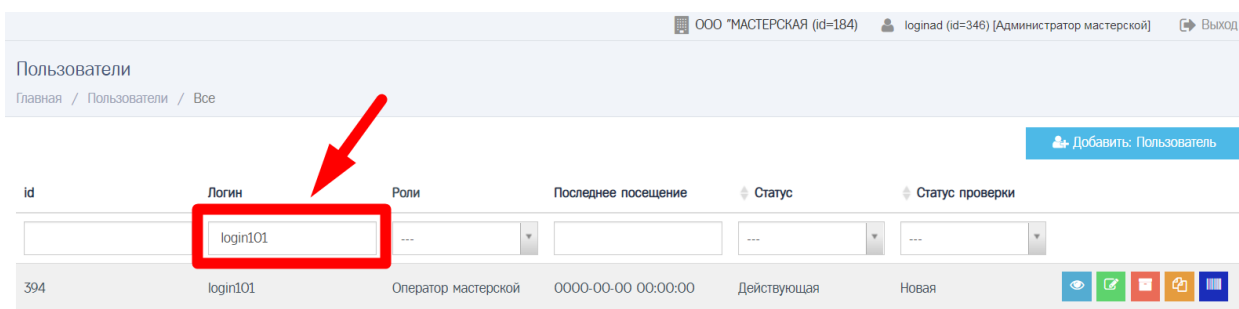 ООО "МАСТЕРСКАЯ (id=184) loginad (id=346) [Администратор мастерской] Выход
Пользователи
Главная / Пользователи / Все
Добавить: Пользователь
id Логин Роли Последнее посещение Статус Статус проверки
login101 --- --- ---
394 login101 Оператор мастерской 0000-00-00 00:00:00 Действующая Новая